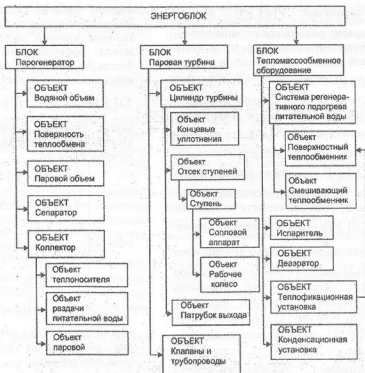 ЭНЕРГОБЛОК
БЛОК
Парогенератор
ОБЪЕКТ
Водяной объем
ОБЪЕКТ
Поверхность
теплообмена
ОБЪЕКТ
Паровой объем
ОБЪЕКТ
Сепаратор
ОБЪЕКТ
Коллектор
Объект
теплоносителя
Объект
раздачи
питательной воды
Объект
паровой
БЛОК
Паровая турбина
ОБЪЕКТ
Цилиндр турбины
Объект
Концевые
уплотнения
Объект
Отсек ступеней
Объект
Ступень
Объект
Сопловой
аппарат
Объект
Рабочее
колесо
Объект
Патрубок выхода
ОБЪЕКТ
Клапаны и
трубопроводы
БЛОК
Тепломассообменное
оборудование
ОБЪЕКТ
Система регенера-
тивного подогрева
питательной воды
Объект
Поверхностный
теплообменник
Объект
Смешивающий
теплообменник
ОБЪЕКТ
Испаритель
ОБЪЕКТ
Деаэратор
ОБЪЕКТ
Теплофикационная
установка
ОБЪЕКТ
Конденсационная
установка